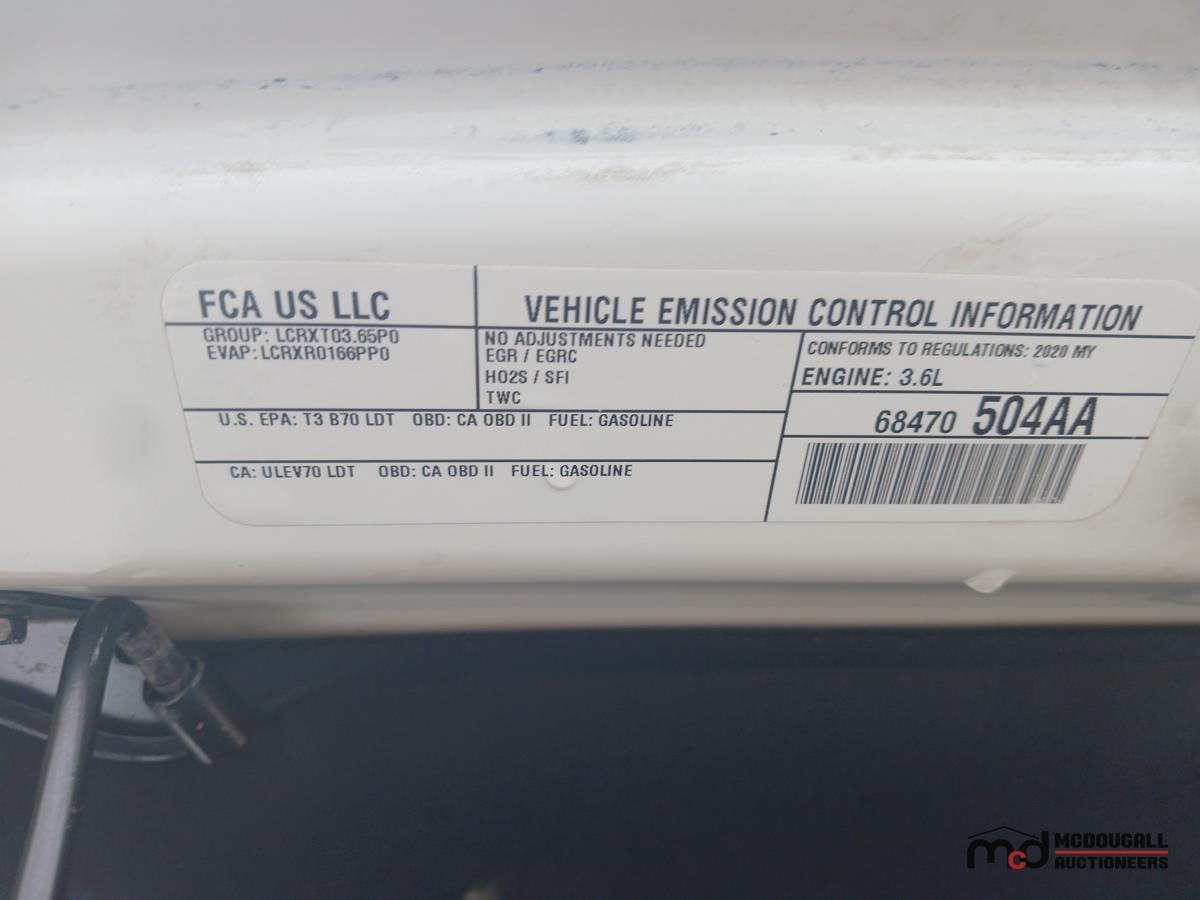 FCA US LLC
VEHICLE EMISSION CONTROL INFORMATION
GROUP: LCRXT03.65P0
EVAP: LCRXR0166PP0
NO ADJUSTMENTS NEEDED
EGR / EGRC
HO2S / SFI
TWC
CONFORMS TO REGULATIONS: 2020 MY
ENGINE: 3.6L
68470 504AA
U.S. EPA: T3 B70 LDT OBD: CA OBD II FUEL: GASOLINE
CA: ULEV70 LDT OBD: CA OBD II FUEL: GASOLINE
mcd
MCDOUGALL
AUCTIONEERS